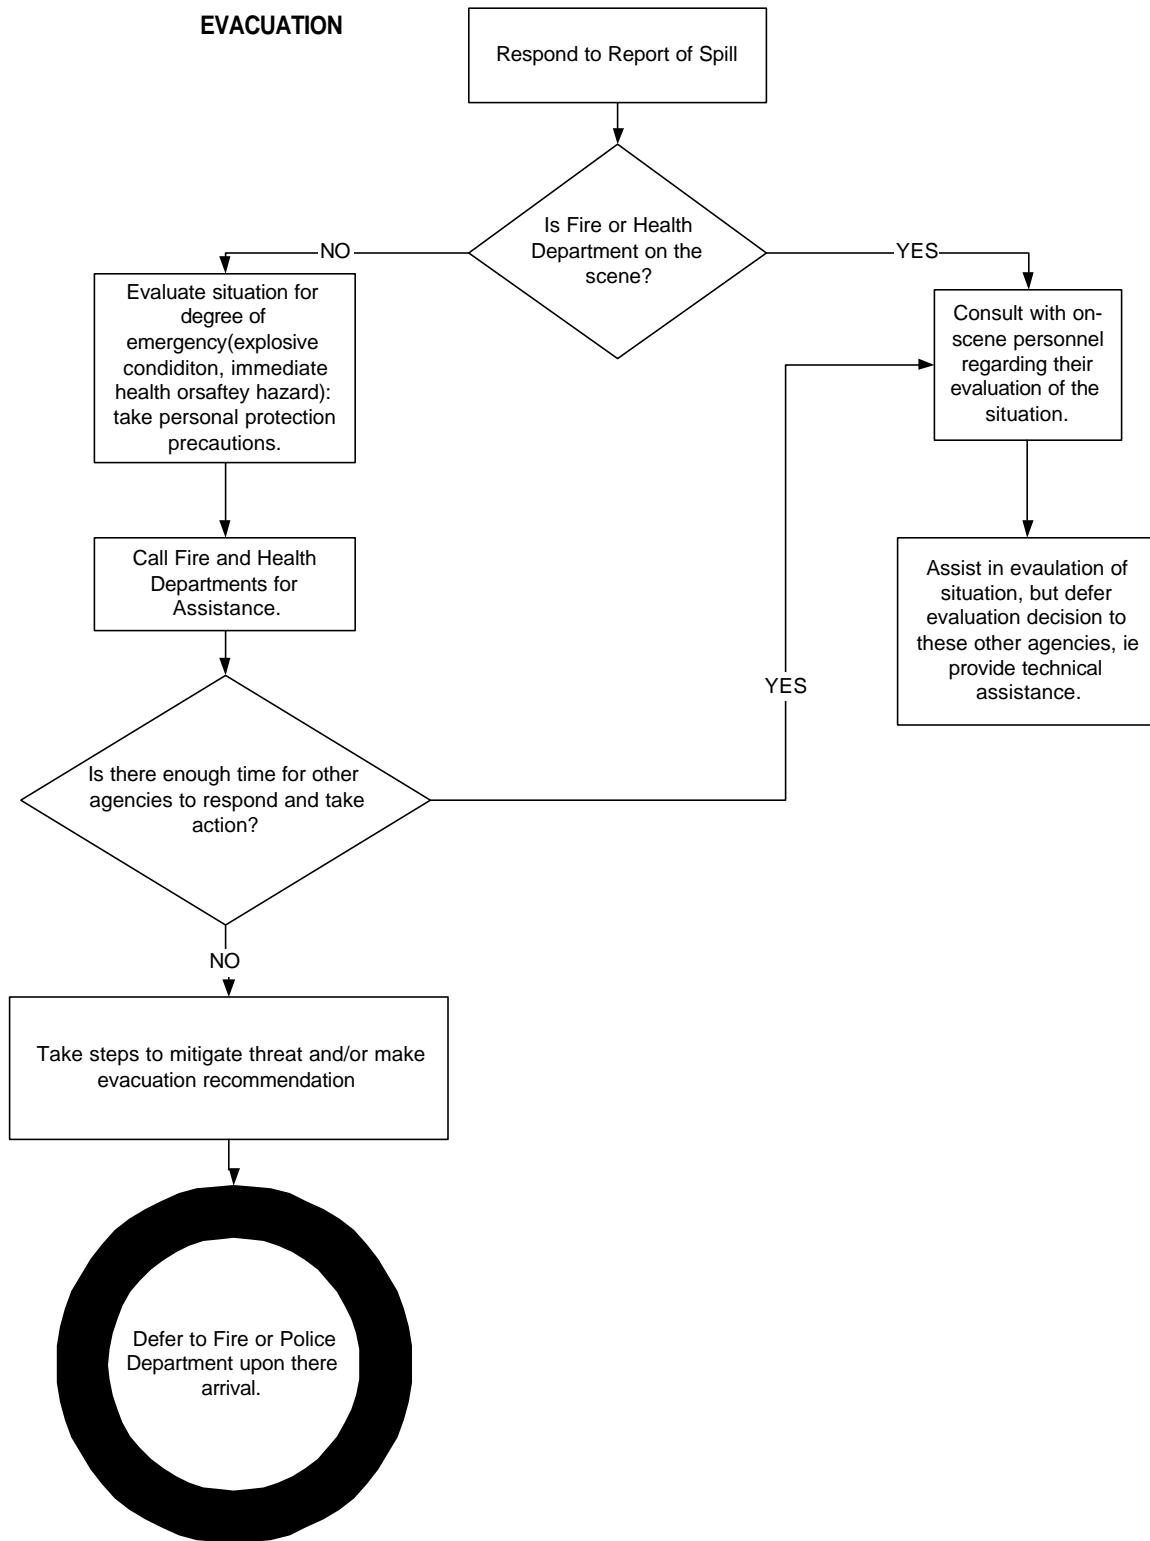 EVACUATION
Respond to Report of Spill
Is Fire or Health
Department on the
scene?
NO
YES
Evaluate situation for
degree of
emergency(explosive
condiditon, immediate
health orsaftey hazard):
take personal protection
precautions.
Consult with on-
scene personnel
regarding their
evaluation of the
situation.
Call Fire and Health
Departments for
Assistance.
Assist in evaulation of
situation, but defer
evaluation decision to
these other agencies, ie
provide technical
assistance.
YES
Is there enough time for other
agencies to respond and take
action?
NO
Take steps to mitigate threat and/or make
evacuation recommendation
Defer to Fire or Police
Department upon there
arrival.